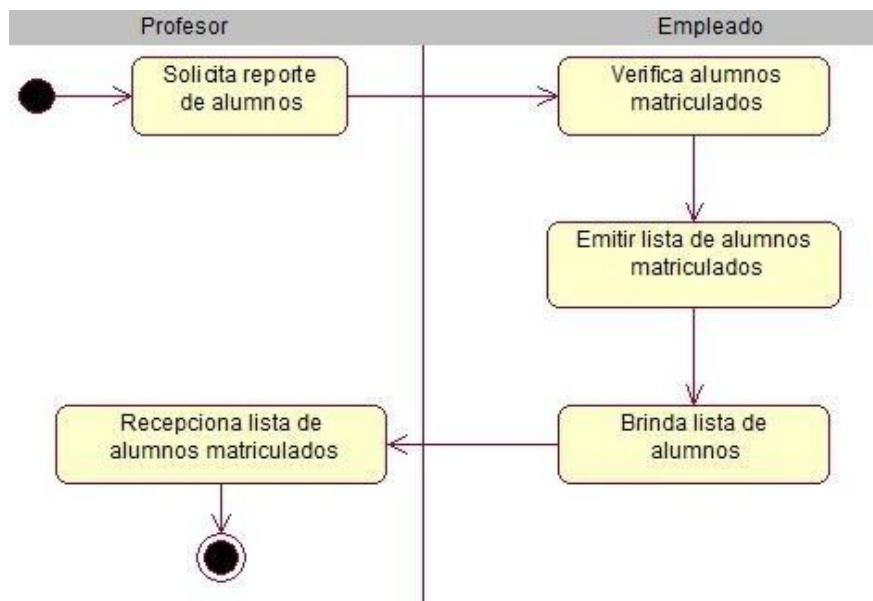 Profesor
Empleado
Solicita reporte
de alumnos
Verifica alumnos
matriculados
Emitir lista de alumnos
matriculados
Brinda lista de
alumnos
Recepciona lista de
alumnos matriculados